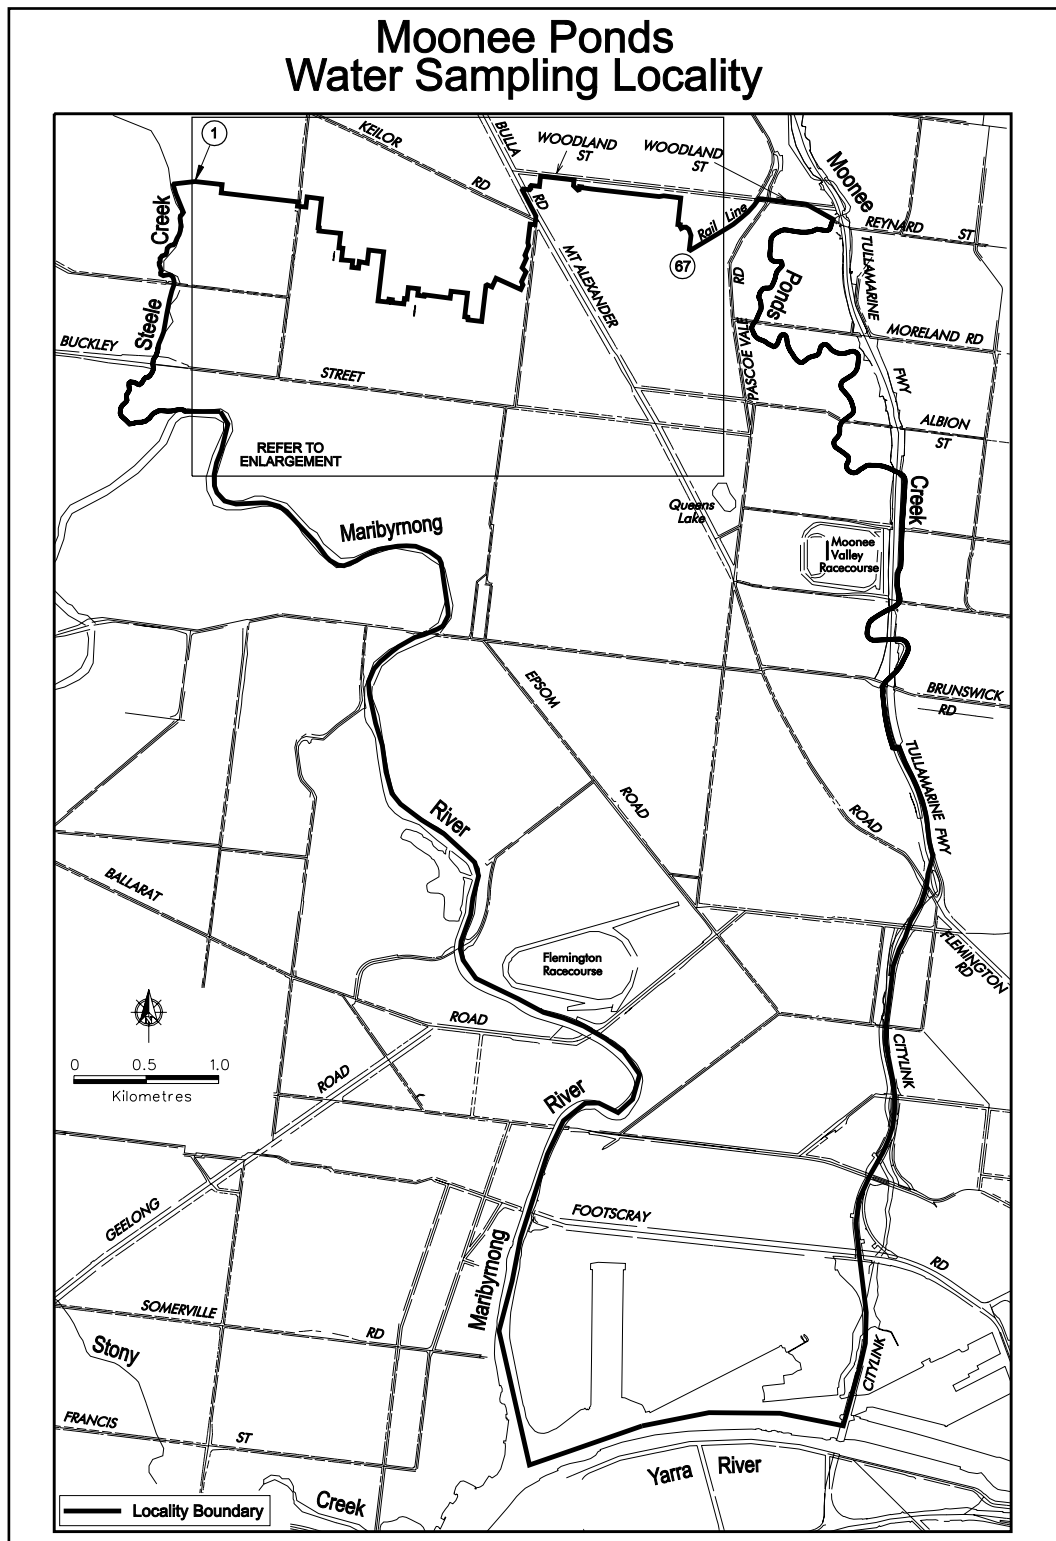 Moonee Ponds
Water Sampling Locality
1
KEILOR
RD
BULLA
RD
WOODLAND
ST
WOODLAND
ST
Moonee
Ponds
Creek
REYNARD ST
Rail Line
67
Steele
Creek
MT ALEXANDER
ROAD
TULLAMARINE
FWY
RD
PASCOE VALE
MORELAND RD
BUCKLEY
STREET
ALBION
ST
REFER TO
ENLARGEMENT
Queens
Lake
Maribyrnong
River
Moonee
Valley
Racecourse
EPSOM
ROAD
BRUNSWICK
RD
TULLAMARINE FWY
BALLARAT
ROAD
Flemington
Racecourse
FLEMINGTON
RD
N
0 0.5 1.0
Kilometres
CITYLINK
GEELONG
ROAD
River
Maribyrnong
FOOTSCRAY
RD
SOMERVILLE
RD
Stony
Creek
CITYLINK
FRANCIS
ST
Yarra River
Locality Boundary